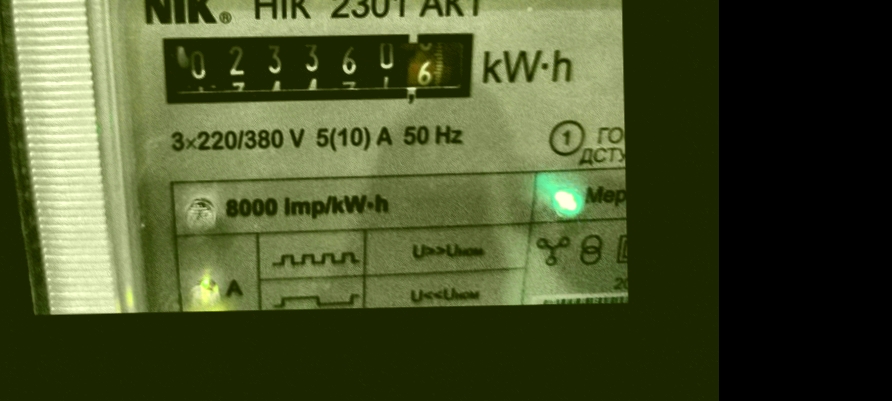 NIK® НІК 2301 АК1
0 2 3 3 6 0, 6 kW·h
3×220/380 V 5(10) A 50 Hz
1
8000 imp/kW·h
A
U>>Uном
U<<Uном